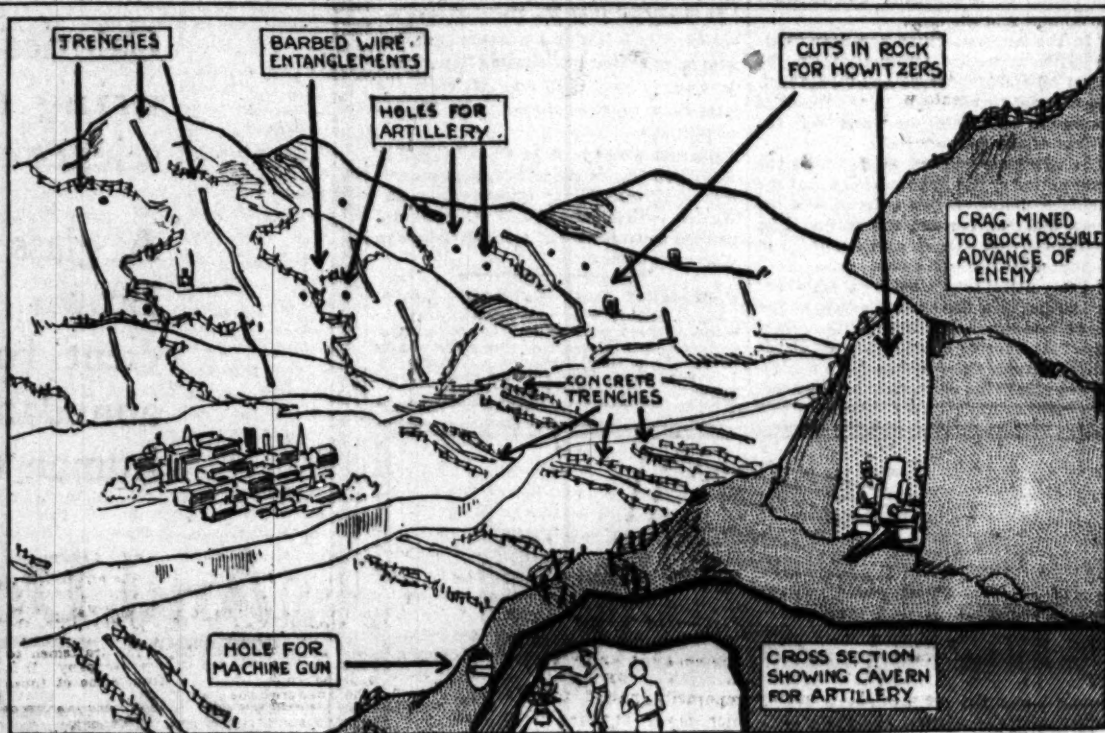 TRENCHES
BARBED WIRE
ENTANGLEMENTS
CUTS IN ROCK
FOR HOWITZERS
HOLES FOR
ARTILLERY
CRAG MINED
TO BLOCK POSSIBLE
ADVANCE OF
ENEMY
CONCRETE
TRENCHES
HOLE FOR
MACHINE GUN
CROSS SECTION
SHOWING CAVERN
FOR ARTILLERY